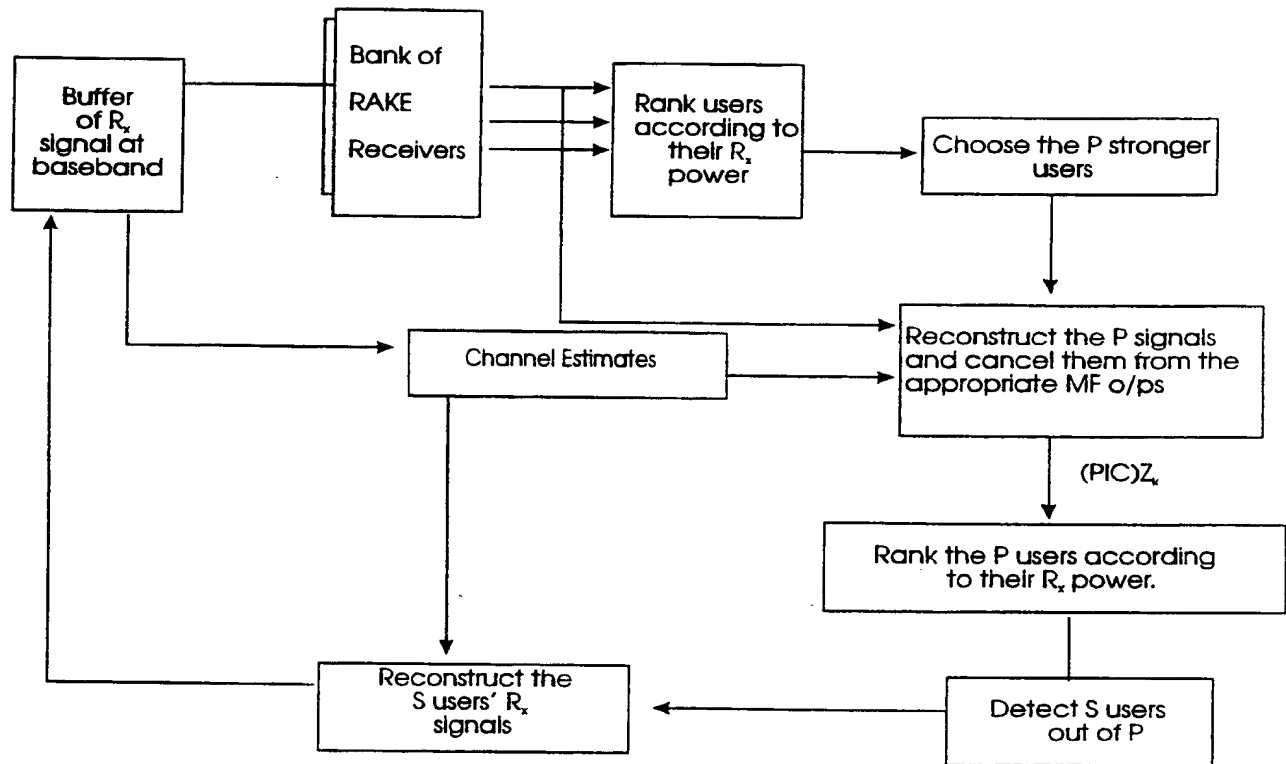 Buffer
of Rx
signal at
baseband
Bank of
RAKE
Receivers
Rank users
according to
their Rx
power
Choose the P stronger
users
Channel Estimates
Reconstruct the P signals
and cancel them from the
appropriate MF o/ps
(PIC)Zk
Rank the P users according
to their Rx power.
Reconstruct the
S users' Rx
signals
Detect S users
out of P